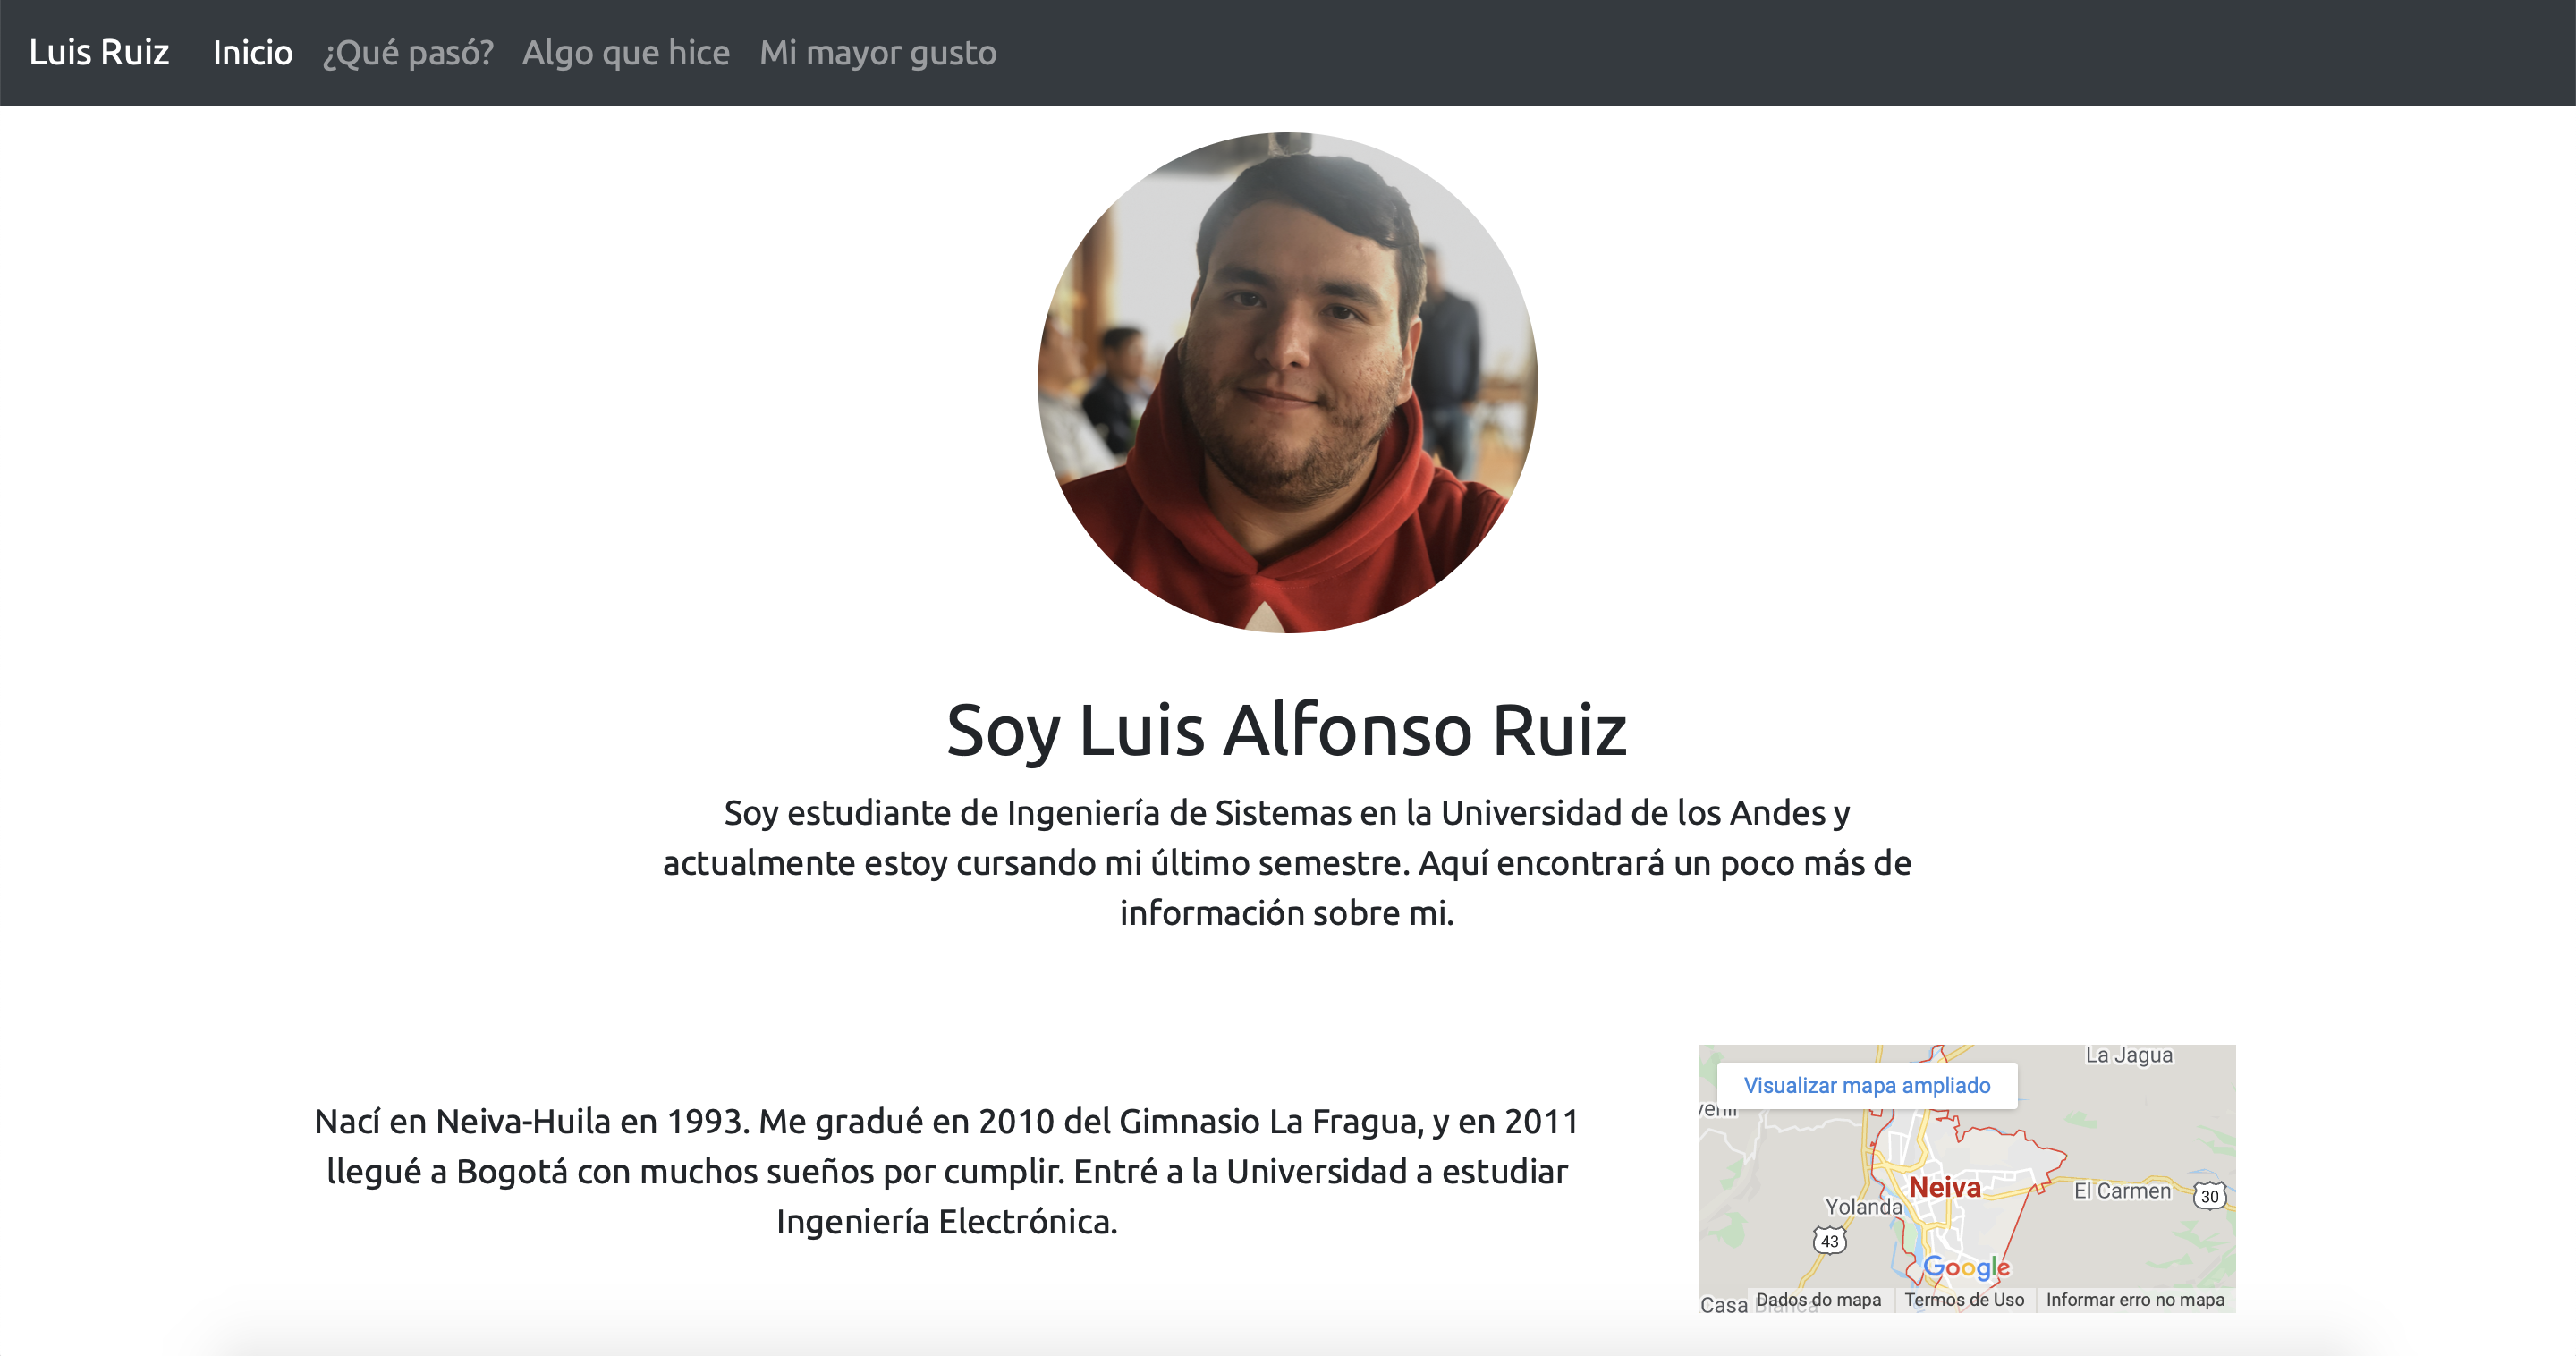 Luis Ruiz Inicio ¿Qué pasó? Algo que hice Mi mayor gusto
Soy Luis Alfonso Ruiz
Soy estudiante de Ingeniería de Sistemas en la Universidad de los Andes y
actualmente estoy cursando mi último semestre. Aquí encontrará un poco más de
información sobre mi.
Nací en Neiva-Huila en 1993. Me gradué en 2010 del Gimnasio La Fragua, y en 2011
llegué a Bogotá con muchos sueños por cumplir. Entré a la Universidad a estudiar
Ingeniería Electrónica.
La Jagua
Visualizar mapa ampliado
Neiva
El Carmen
30
Yolanda
43
Google
Casa Blanca
Dados do mapa Termos de Uso Informar erro no mapa